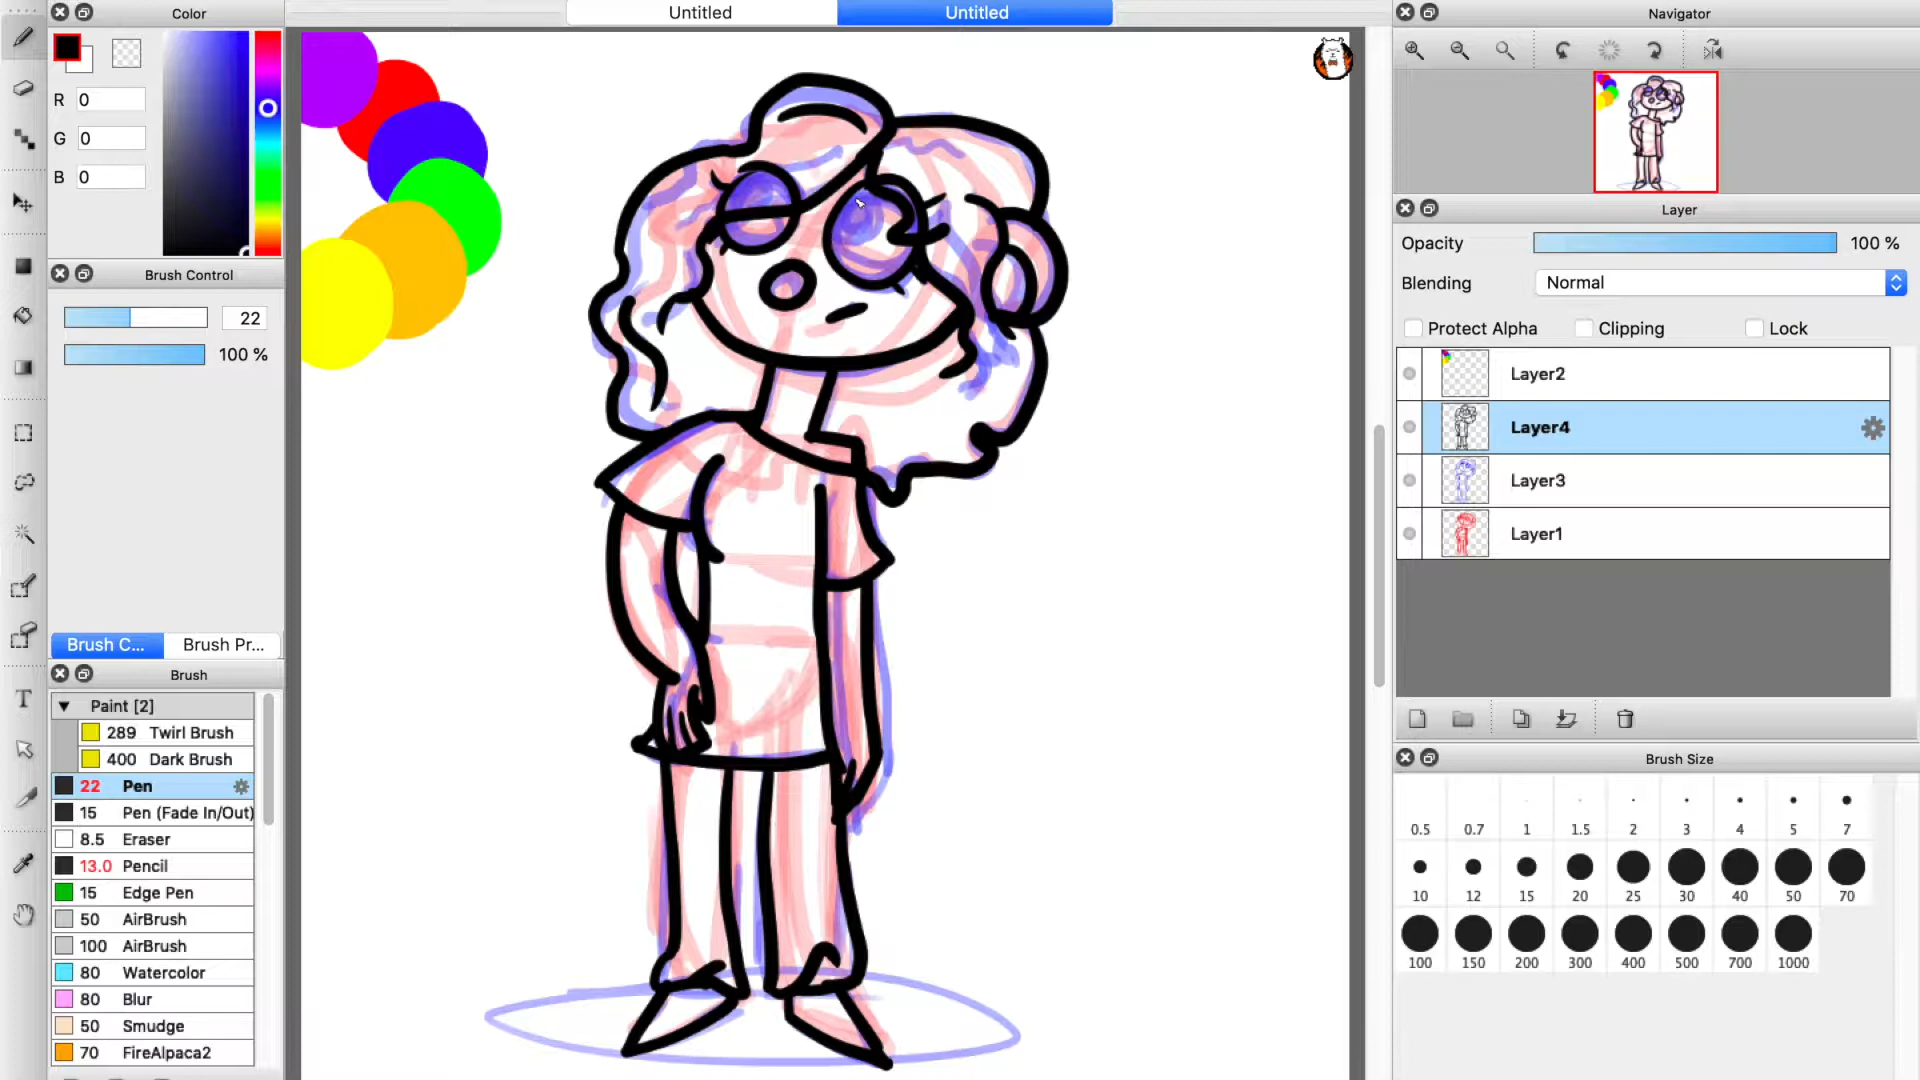 Color
Untitled
Untitled
Navigator
R 0
G 0
B 0
Layer
Opacity
100 %
Blending
Normal
Brush Control
22
100 %
Protect Alpha
Clipping
Lock
Layer2
Layer4
Layer3
Layer1
Brush C...
Brush Pr...
Brush
Paint [2]
289 Twirl Brush
400 Dark Brush
22 Pen
15 Pen (Fade In/Out)
8.5 Eraser
13.0 Pencil
15 Edge Pen
50 AirBrush
100 AirBrush
80 Watercolor
80 Blur
50 Smudge
70 FireAlpaca2
T
Brush Size
0.5 0.7 1 1.5 2 3 4 5 7
10 12 15 20 25 30 40 50 70
100 150 200 300 400 500 700 1000